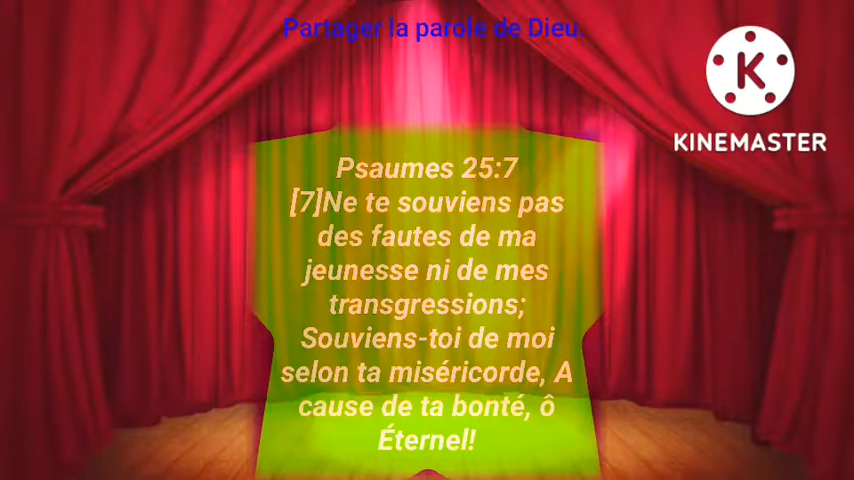 Partager la parole de Dieu.
KINEMASTER
Psaumes 25:7
[7]Ne te souviens pas
des fautes de ma
jeunesse ni de mes
transgressions;
Souviens-toi de moi
selon ta miséricorde, A
cause de ta bonté, ô
Éternel!